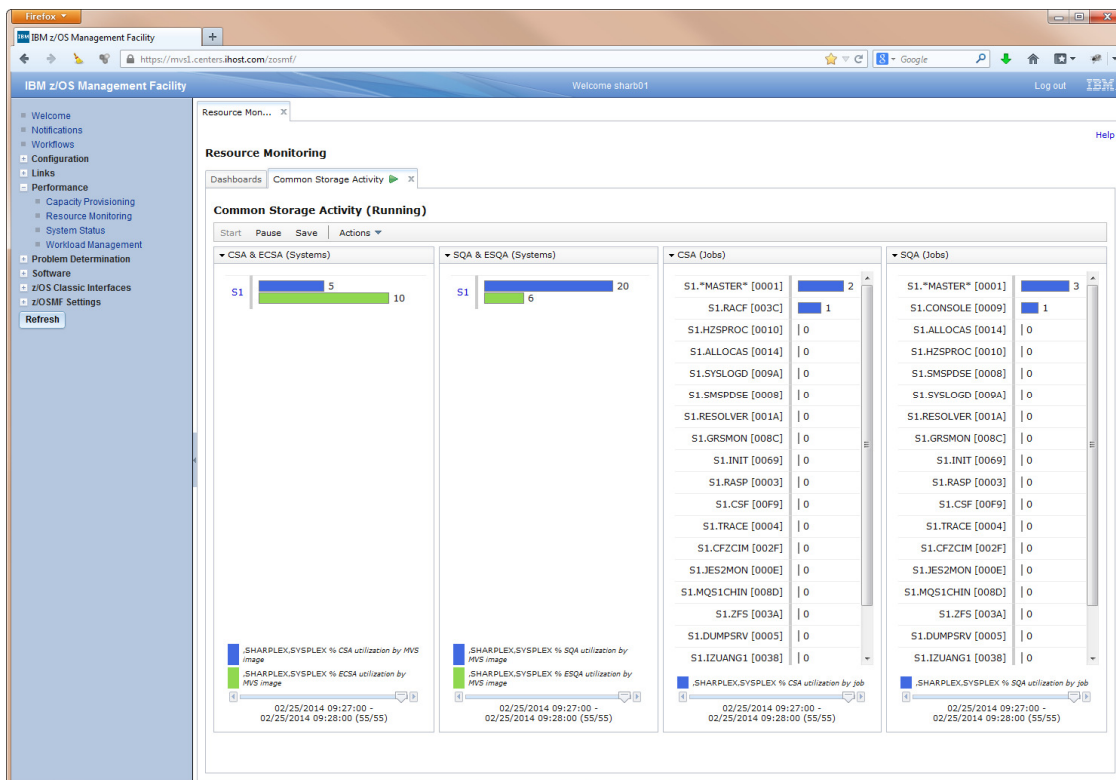 Firefox
IBM IBM z/OS Management Facility
+
https://mvs1.centers.ihost.com/zosmf/
8 - Google
IBM z/OS Management Facility
Welcome sharb01
Log out
IBM
Welcome
Notifications
Workflows
Configuration
Links
Performance
Capacity Provisioning
Resource Monitoring
System Status
Workload Management
Problem Determination
Software
z/OS Classic Interfaces
z/OSMF Settings
Refresh
Resource Mon... X
Help
Resource Monitoring
Dashboards
Common Storage Activity X
Common Storage Activity (Running)
Start Pause Save Actions
CSA & ECSA (Systems)
S1
5
10
,SHARPLEX,SYSPLEX % CSA utilization by MVS
image
,SHARPLEX,SYSPLEX % ECSA utilization by
MVS image
02/25/2014 09:27:00 -
02/25/2014 09:28:00 (55/55)
SQA & ESQA (Systems)
S1
20
6
,SHARPLEX,SYSPLEX % SQA utilization by
MVS image
,SHARPLEX,SYSPLEX % ESQA utilization by
MVS image
02/25/2014 09:27:00 -
02/25/2014 09:28:00 (55/55)
CSA (Jobs)
S1.*MASTER* [0001] 2
S1.RACF [003C] 1
S1.HZSPROC [0010] 0
S1.ALLOCAS [0014] 0
S1.SYSLOGD [009A] 0
S1.SMSPDSE [0008] 0
S1.RESOLVER [001A] 0
S1.GRSMON [008C] 0
S1.INIT [0069] 0
S1.RASP [0003] 0
S1.CSF [00F9] 0
S1.TRACE [0004] 0
S1.CFZCIM [002F] 0
S1.JES2MON [000E] 0
S1.MQS1CHIN [008D] 0
S1.ZFS [003A] 0
S1.DUMPSRV [0005] 0
S1.IZUANG1 [0038] 0
,SHARPLEX,SYSPLEX % CSA utilization by job
02/25/2014 09:27:00 -
02/25/2014 09:28:00 (55/55)
SQA (Jobs)
S1.*MASTER* [0001] 3
S1.CONSOLE [0009] 1
S1.ALLOCAS [0014] 0
S1.HZSPROC [0010] 0
S1.SMSPDSE [0008] 0
S1.SYSLOGD [009A] 0
S1.RESOLVER [001A] 0
S1.GRSMON [008C] 0
S1.INIT [0069] 0
S1.RASP [0003] 0
S1.CSF [00F9] 0
S1.TRACE [0004] 0
S1.CFZCIM [002F] 0
S1.JES2MON [000E] 0
S1.MQS1CHIN [008D] 0
S1.ZFS [003A] 0
S1.DUMPSRV [0005] 0
S1.IZUANG1 [0038] 0
,SHARPLEX,SYSPLEX % SQA utilization by job
02/25/2014 09:27:00 -
02/25/2014 09:28:00 (55/55)